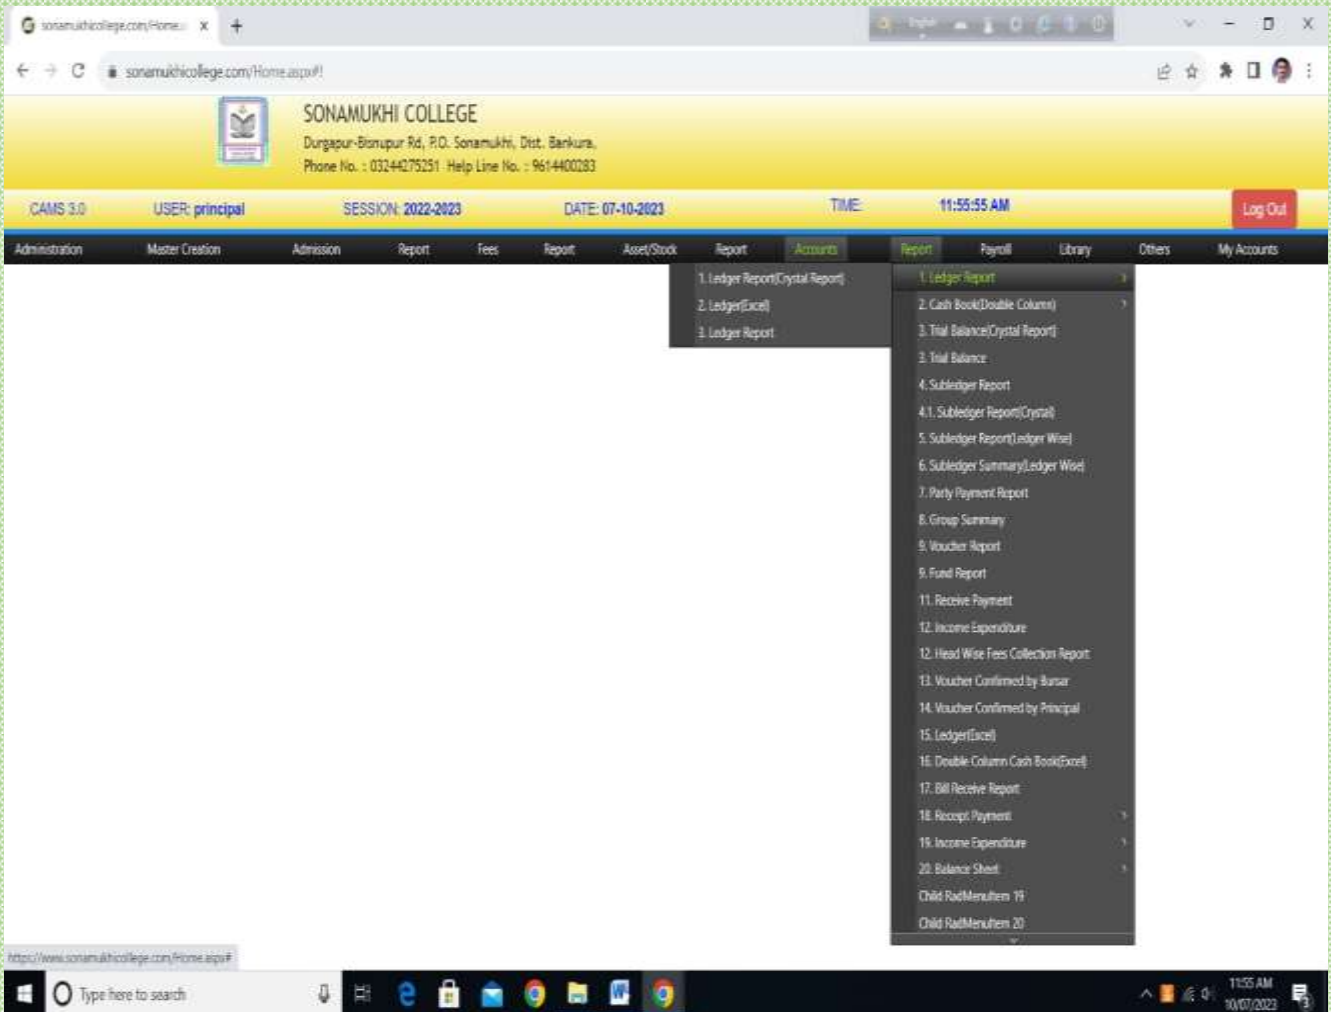 sonamukhicollege.com/Home.a x +
sonamukhicollege.com/Home.aspx#!
SONAMUKHI COLLEGE
Durgapur-Bisnupur Rd, P.O. Sonamukhi, Dist. Bankura,
Phone No. : 03244275251 Help Line No. : 9614400283
CAMS 3.0 USER: principal SESSION: 2022-2023 DATE: 07-10-2023 TIME: 11:55:55 AM Log Out
Administration Master Creation Admission Report Fees Report Asset/Stock Report Accounts Report Payroll Library Others My Accounts
1. Ledger Report(Crystal Report)
2. Ledger(Excel)
3. Ledger Report
1. Ledger Report
2. Cash Book(Double Column)
3. Trial Balance(Crystal Report)
3. Trial Balance
4. Subledger Report
4.1. Subledger Report(Crystal)
5. Subledger Report(Ledger Wise)
6. Subledger Summary(Ledger Wise)
7. Party Payment Report
8. Group Summary
9. Voucher Report
9. Fund Report
11. Receive Payment
12. Income Expenditure
12. Head Wise Fees Collection Report
13. Voucher Confirmed by Bursar
14. Voucher Confirmed by Principal
15. Ledger(Excel)
16. Double Column Cash Book(Excel)
17. Bill Receive Report
18. Receipt Payment
19. Income Expenditure
20. Balance Sheet
Child RadMenuItem 19
Child RadMenuItem 20
https://www.sonamukhicollege.com/Home.aspx#
Type here to search
11:55 AM
10/07/2023